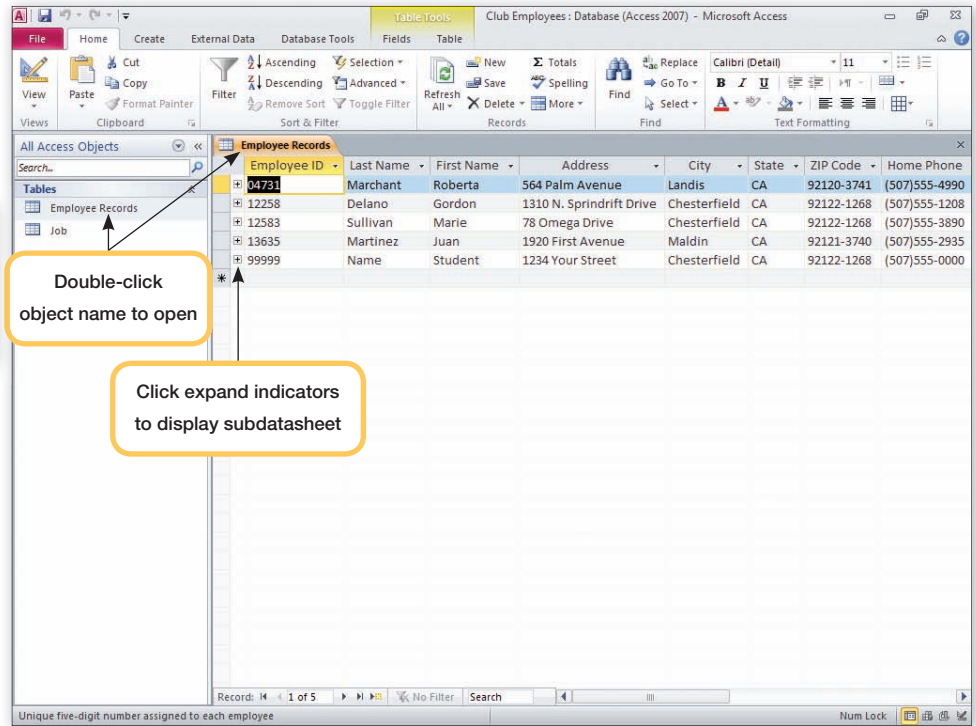 Table Tools
Club Employees : Database (Access 2007) - Microsoft Access
File Home Create External Data Database Tools Fields Table
View
Views
Paste
Cut
Copy
Format Painter
Clipboard
Filter
Ascending
Descending
Remove Sort
Selection
Advanced
Toggle Filter
Sort & Filter
Refresh All
New
Save
Delete
Σ Totals
Spelling
More
Records
Find
Replace
Go To
Select
Find
Calibri (Detail) 11
B I U
A
Text Formatting
All Access Objects
Search...
Tables
Employee Records
Job
Employee Records
Employee ID Last Name First Name Address City State ZIP Code Home Phone
04731 Marchant Roberta 564 Palm Avenue Landis CA 92120-3741 (507)555-4990
12258 Delano Gordon 1310 N. Sprindrift Drive Chesterfield CA 92122-1268 (507)555-1208
12583 Sullivan Marie 78 Omega Drive Chesterfield CA 92122-1268 (507)555-3890
13635 Martinez Juan 1920 First Avenue Maldin CA 92121-3740 (507)555-2935
99999 Name Student 1234 Your Street Chesterfield CA 92122-1268 (507)555-0000
Double-click
object name to open
Click expand indicators
to display subdatasheet
Record: 1 of 5 No Filter Search
Unique five-digit number assigned to each employee
Num Lock